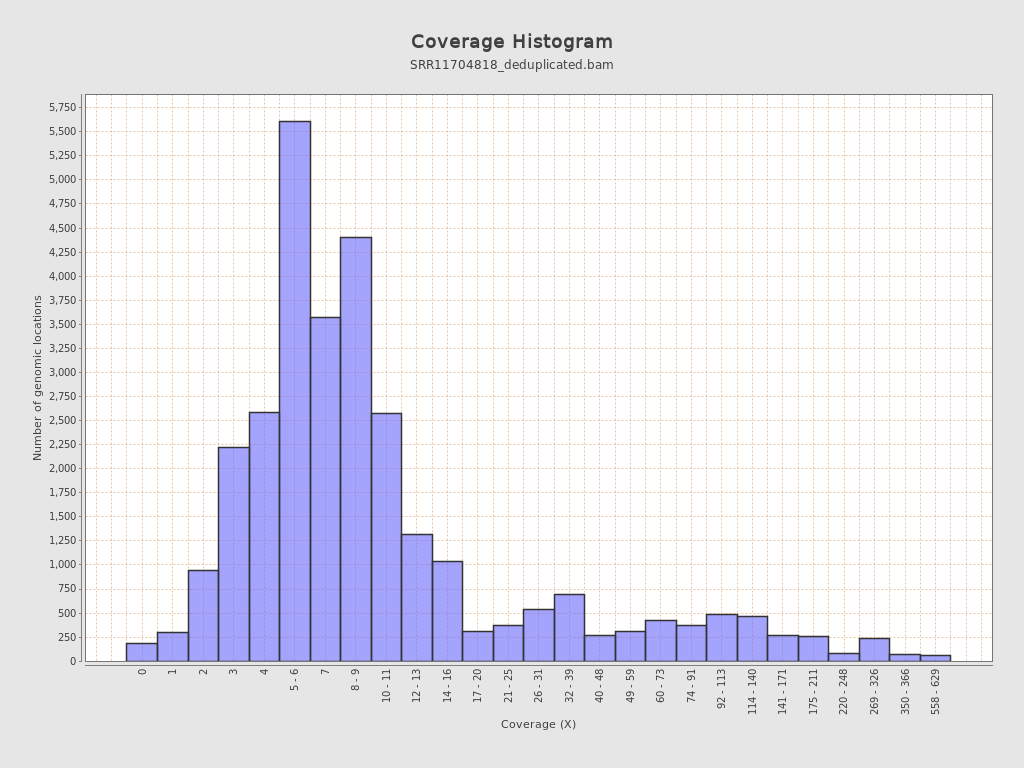 Coverage Histogram
SRR11704818_deduplicated.bam
Number of genomic locations
5,750
5,500
5,250
5,000
4,750
4,500
4,250
4,000
3,750
3,500
3,250
3,000
2,750
2,500
2,250
2,000
1,750
1,500
1,250
1,000
750
500
250
0
0
1
2
3
4
5 - 6
7
8 - 9
10 - 11
12 - 13
14 - 16
17 - 20
21 - 25
26 - 31
32 - 39
40 - 48
49 - 59
60 - 73
74 - 91
92 - 113
114 - 140
141 - 171
175 - 211
220 - 248
269 - 326
350 - 366
558 - 629
Coverage (X)